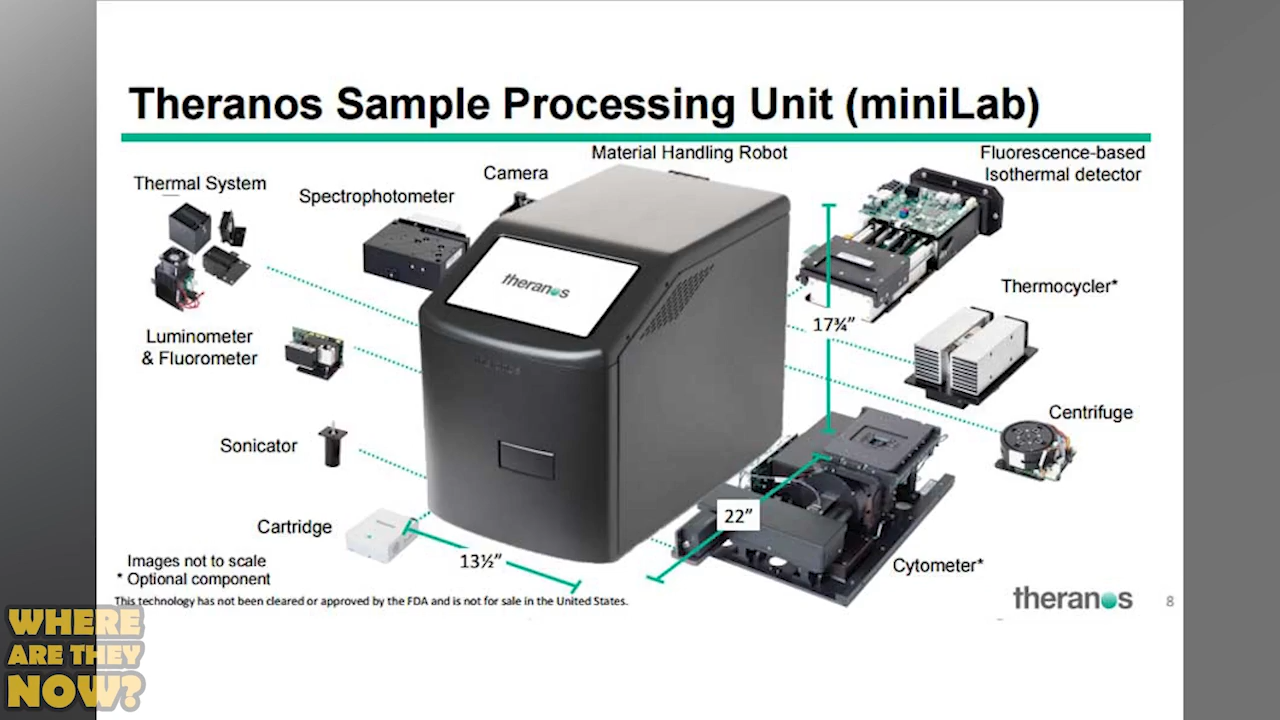 Theranos Sample Processing Unit (miniLab)
Material Handling Robot
Fluorescence-based
Isothermal detector
Camera
Thermal System
Spectrophotometer
theranos
Thermocycler*
17¾”
Luminometer
& Fluorometer
Centrifuge
Sonicator
22”
Cartridge
13½”
Images not to scale
* Optional component
Cytometer*
This technology has not been cleared or approved by the FDA and is not for sale in the United States.
theranos
8
WHERE
ARE THEY
NOW?